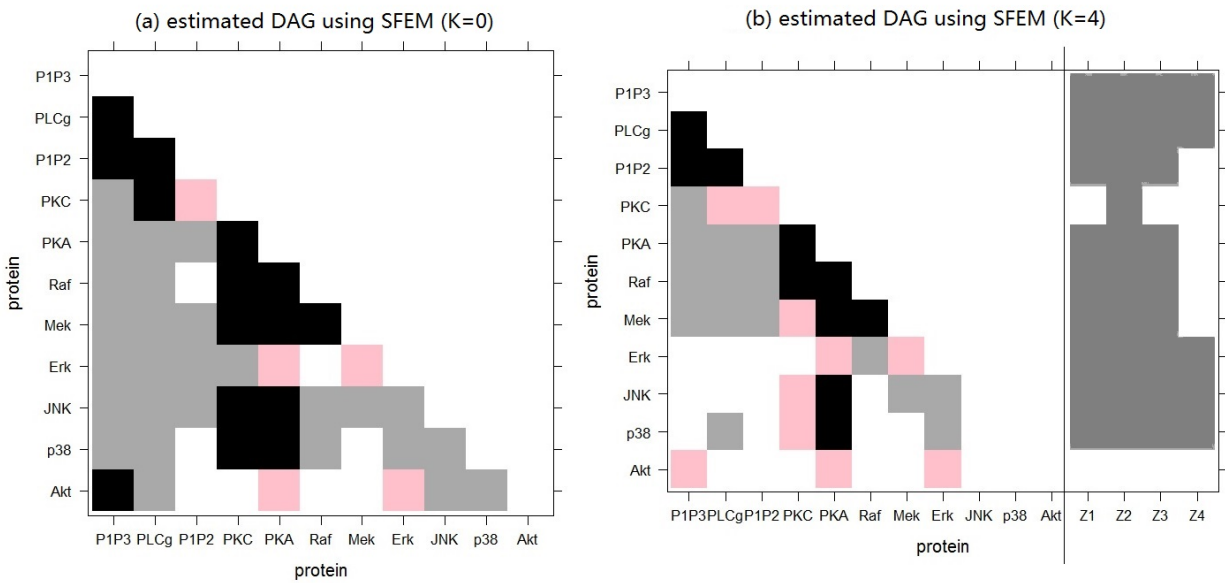 (a) estimated DAG using SFEM (K=0)
P1P3
PLCg
P1P2
PKC
PKA
Raf
Mek
Erk
JNK
p38
Akt
protein
P1P3 PLCg P1P2 PKC PKA Raf Mek Erk JNK p38 Akt
protein
(b) estimated DAG using SFEM (K=4)
P1P3
PLCg
P1P2
PKC
PKA
Raf
Mek
Erk
JNK
p38
Akt
protein
P1P3 PLCg P1P2 PKC PKA Raf Mek Erk JNK p38 Akt Z1 Z2 Z3 Z4
protein